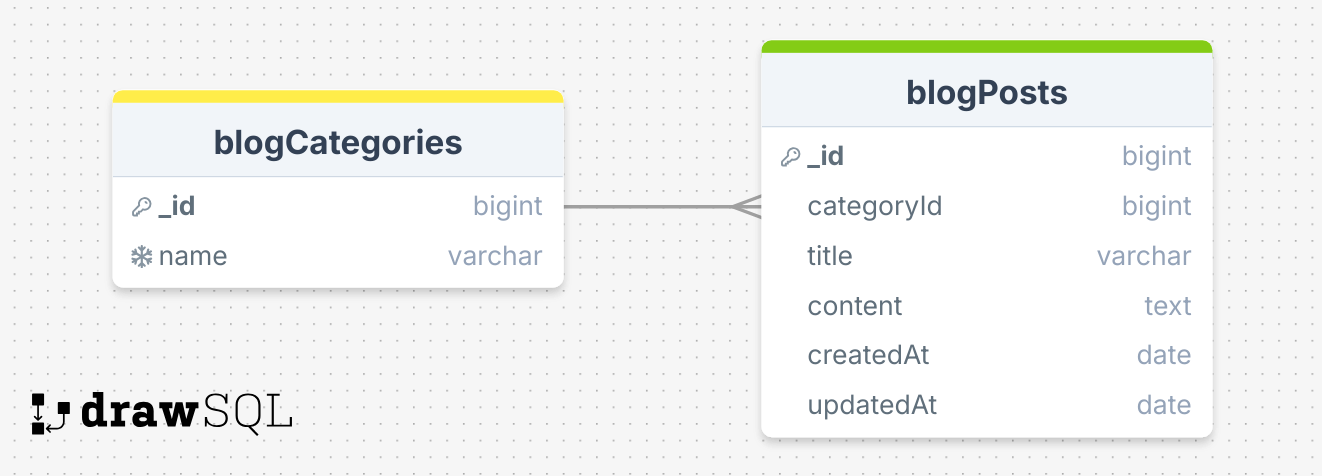 blogCategories
_id bigint
name varchar
blogPosts
_id bigint
categoryId bigint
title varchar
content text
createdAt date
updatedAt date
drawSQL